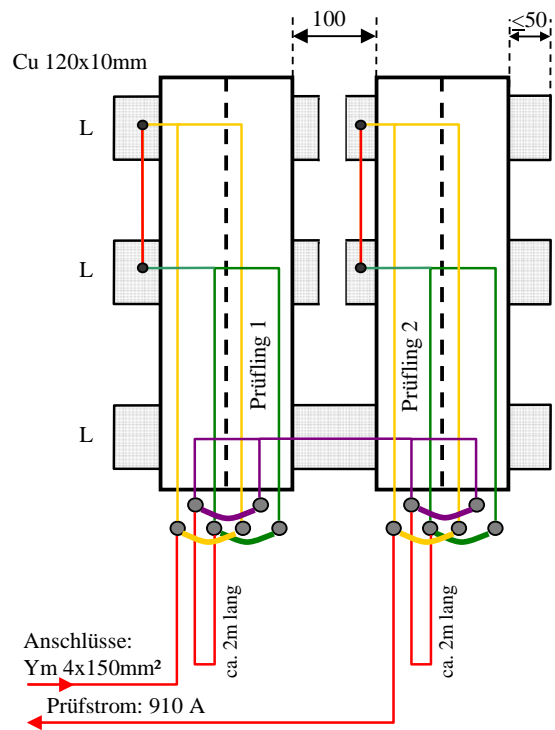 100
≤50
Cu 120x10mm
L
L
Prüfling 1
Prüfling 2
L
ca. 2m lang
ca. 2m lang
Anschlüsse:
Ym 4x150mm²
Prüfstrom: 910 A